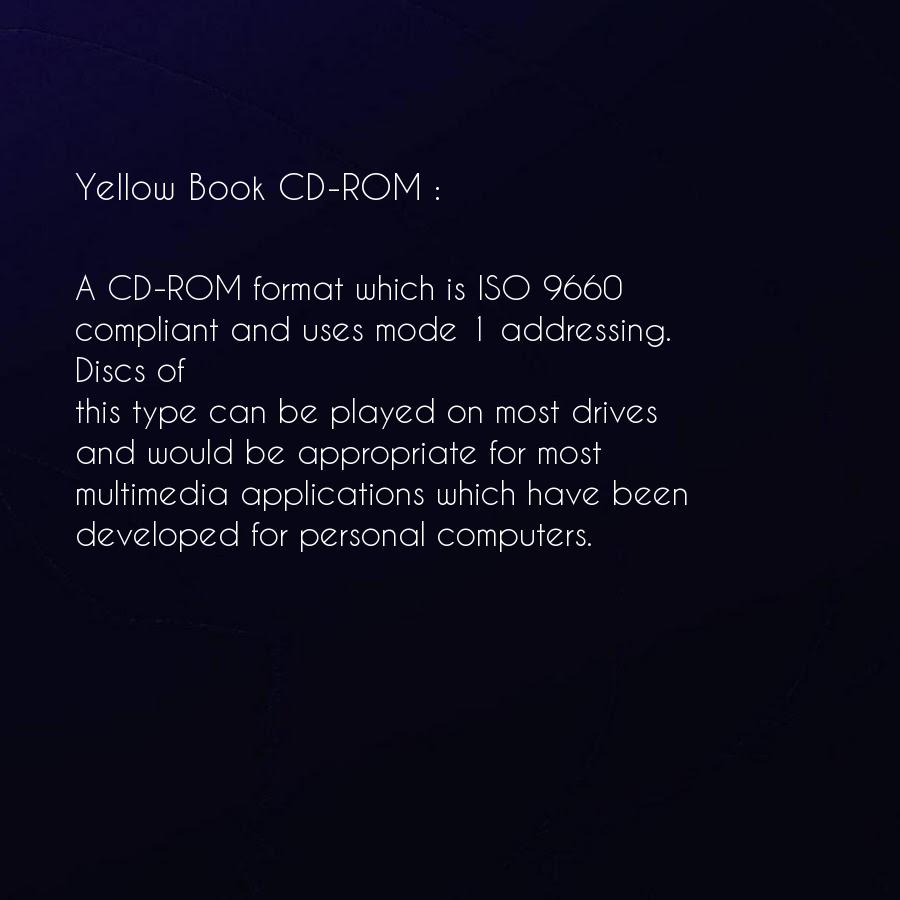 Yellow Book CD-ROM :
A CD-ROM format which is ISO 9660
compliant and uses mode 1 addressing.
Discs of
this type can be played on most drives
and would be appropriate for most
multimedia applications which have been
developed for personal computers.